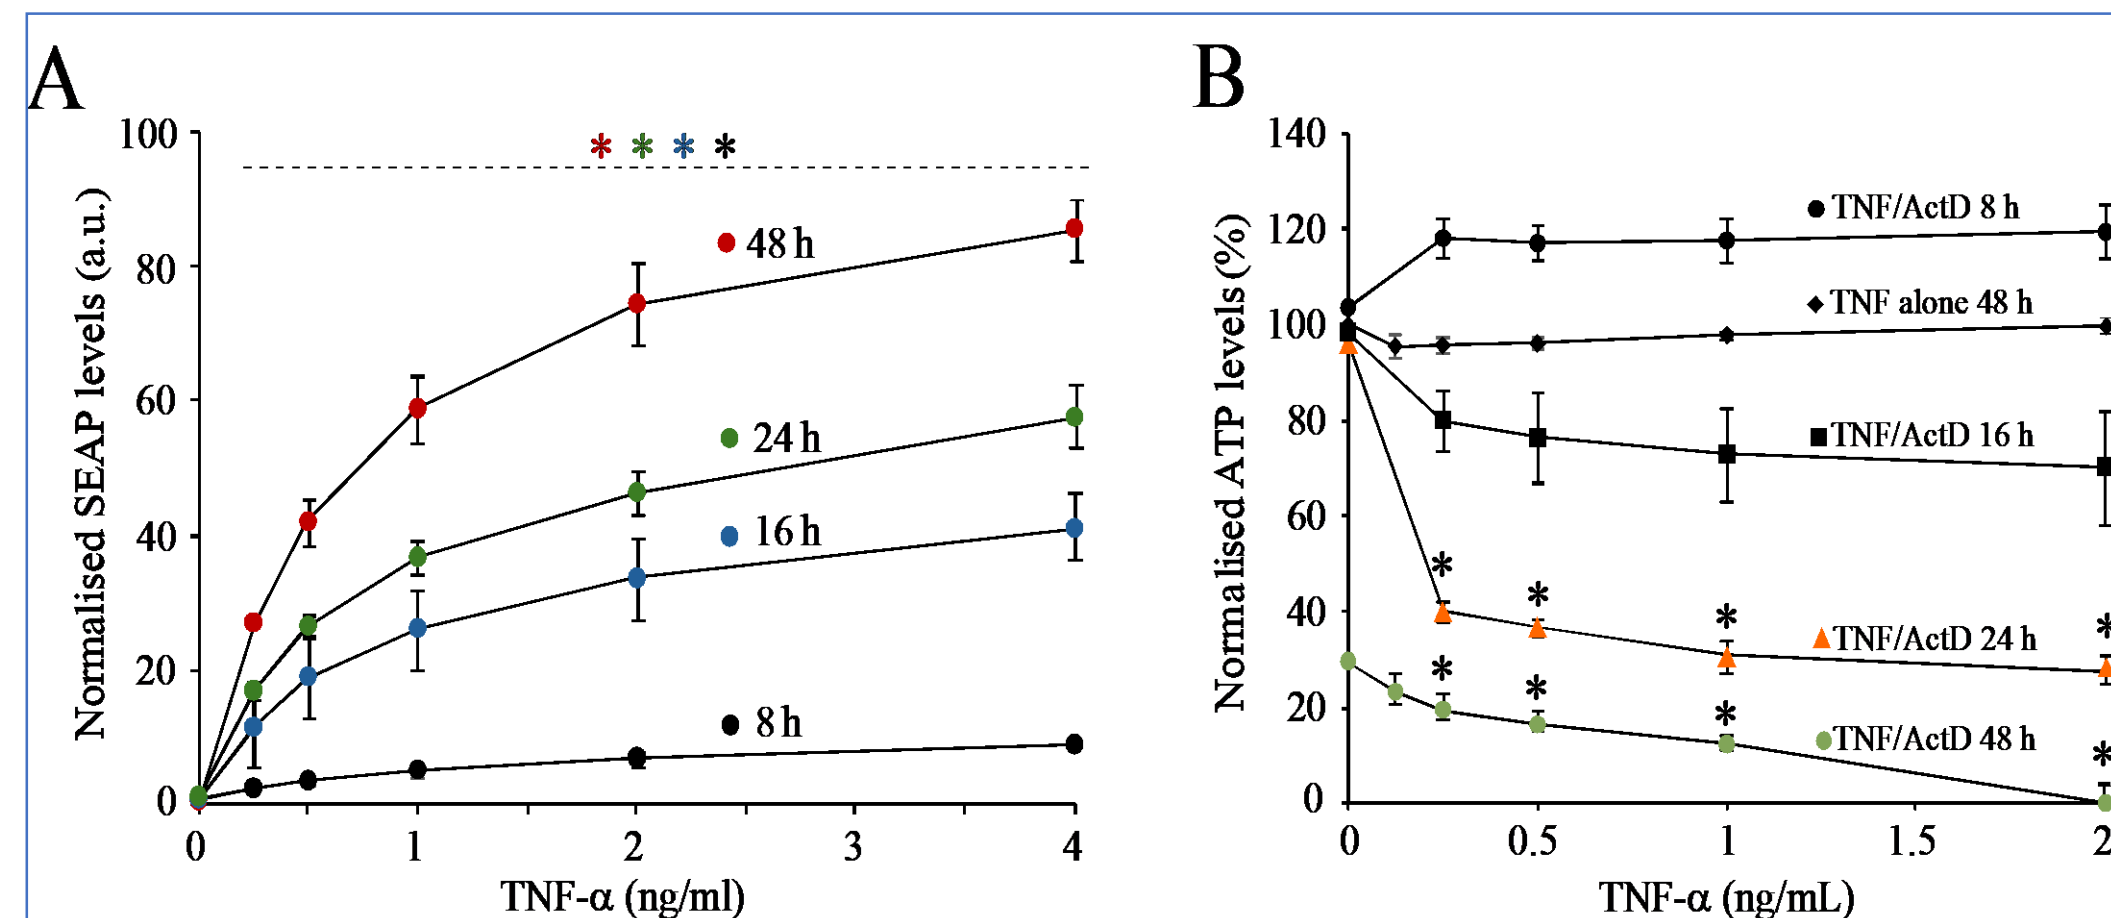 A
B
Normalised SEAP levels (a.u.)
100
80
60
40
20
0
* * * *
48 h
24 h
16 h
8 h
0 1 2 3 4
TNF-α (ng/ml)
Normalised ATP levels (%)
140
120
100
80
60
40
20
0
TNF/ActD 8 h
TNF alone 48 h
TNF/ActD 16 h
* * * *
TNF/ActD 24 h
* * * *
TNF/ActD 48 h
0 0.5 1 1.5 2
TNF-α (ng/mL)